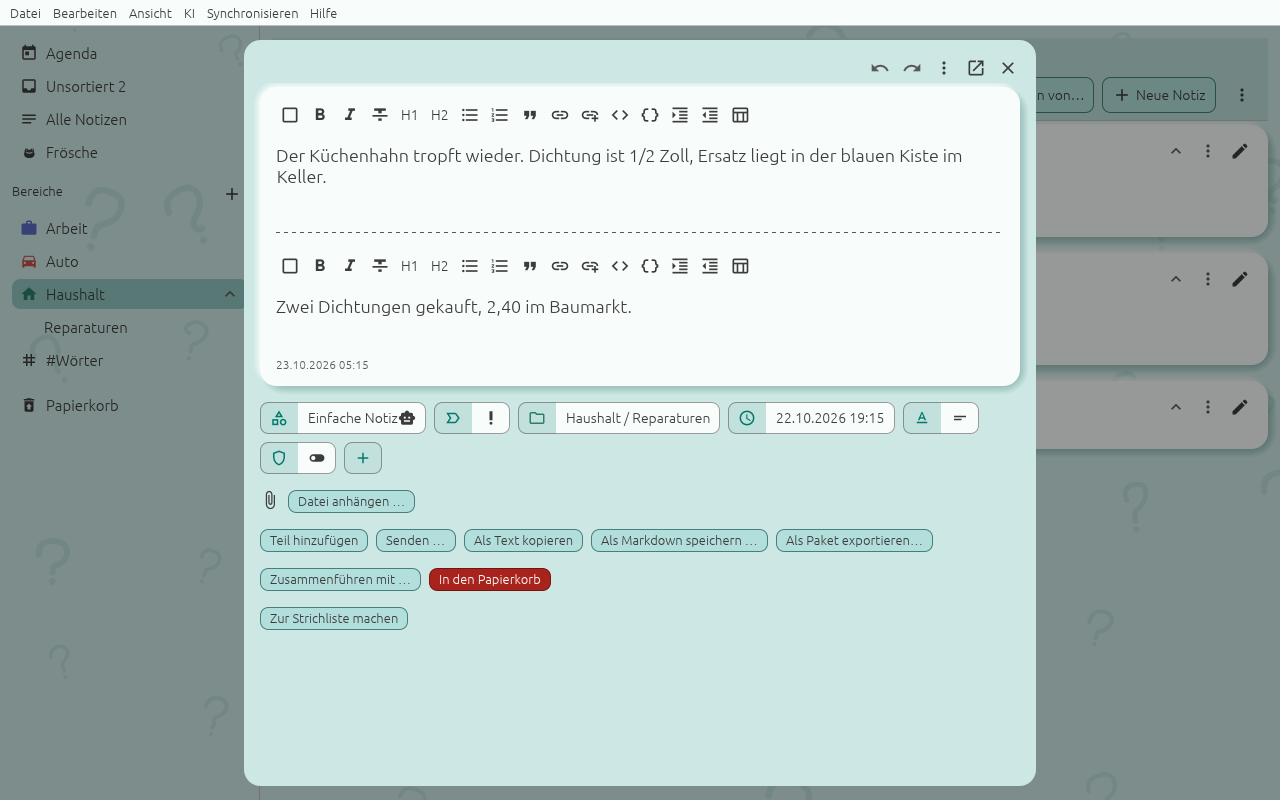 Datei Bearbeiten Ansicht KI Synchronisieren Hilfe
Agenda
Unsortiert 2
Alle Notizen
Frösche
Bereiche
Arbeit
Auto
Haushalt
Reparaturen
#Wörter
Papierkorb
n von…
Neue Notiz
H1 H2
Der Küchenhahn tropft wieder. Dichtung ist 1/2 Zoll, Ersatz liegt in der blauen Kiste im
Keller.
H1 H2
Zwei Dichtungen gekauft, 2,40 im Baumarkt.
23.10.2026 05:15
Einfache Notiz
Haushalt / Reparaturen
22.10.2026 19:15
Datei anhängen …
Teil hinzufügen
Senden …
Als Text kopieren
Als Markdown speichern …
Als Paket exportieren…
Zusammenführen mit …
In den Papierkorb
Zur Strichliste machen